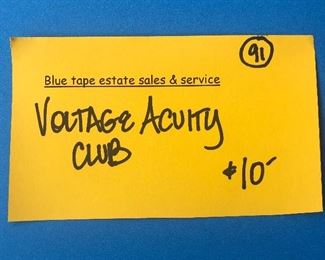 91
Blue tape estate sales & service
VOLTAGE ACUITY
CLUB
$10-